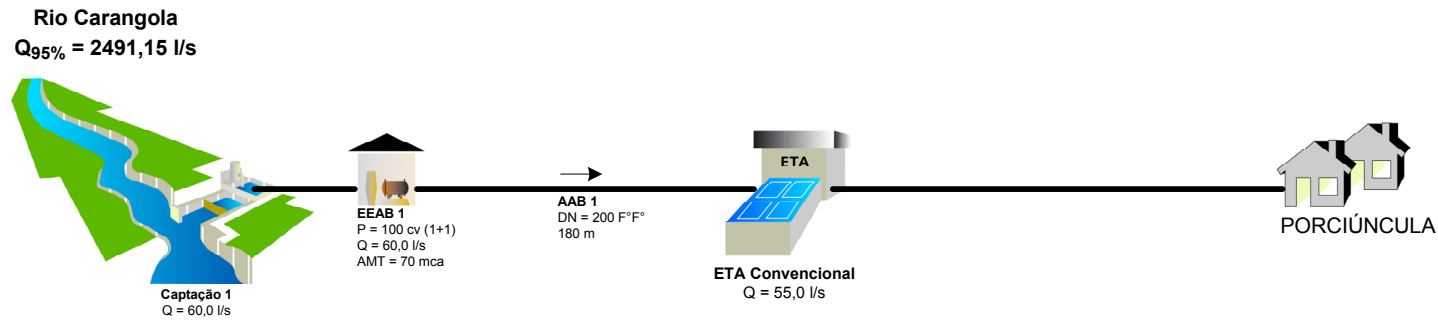 Rio Carangola
Q95% = 2491,15 l/s
Captação 1
Q = 60,0 l/s
EEAB 1
P = 100 cv (1+1)
Q = 60,0 l/s
AMT = 70 mca
AAB 1
DN = 200 F°F°
180 m
ETA
ETA Convencional
Q = 55,0 l/s
PORCIÚNCULA